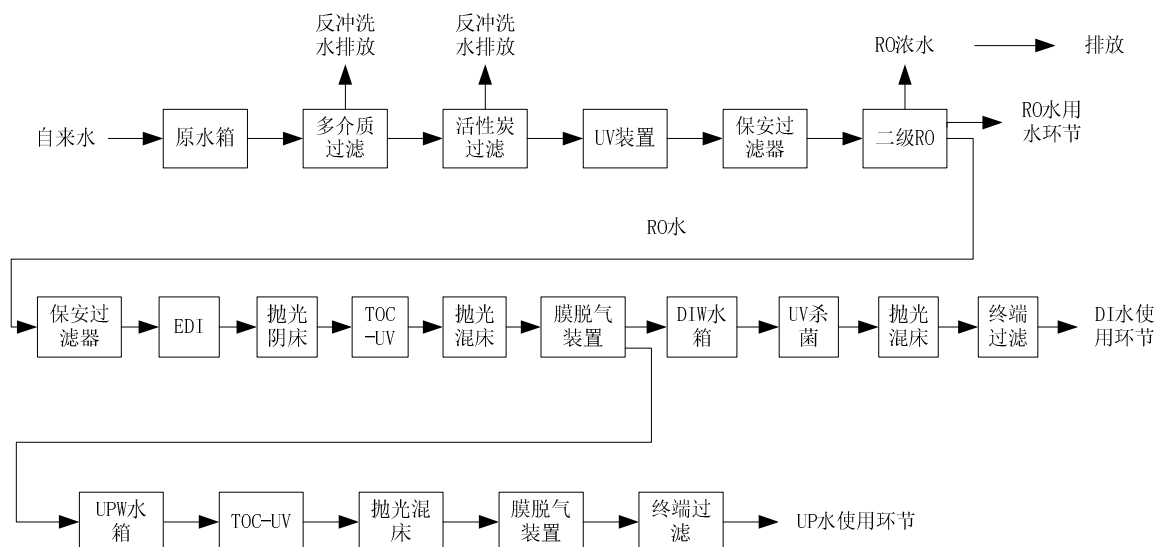 反冲洗
水排放
反冲洗
水排放
RO浓水
排放
自来水
原水箱
多介质
过滤
活性炭
过滤
UV装置
保安过
滤器
二级RO
RO水用
水环节
RO水
保安过
滤器
EDI
抛光
阴床
TOC
-UV
抛光
混床
膜脱气
装置
DIW水
箱
UV杀
菌
抛光
混床
终端
过滤
DI水使
用环节
UPW水
箱
TOC-UV
抛光混
床
膜脱气
装置
终端过
滤
UP水使用环节